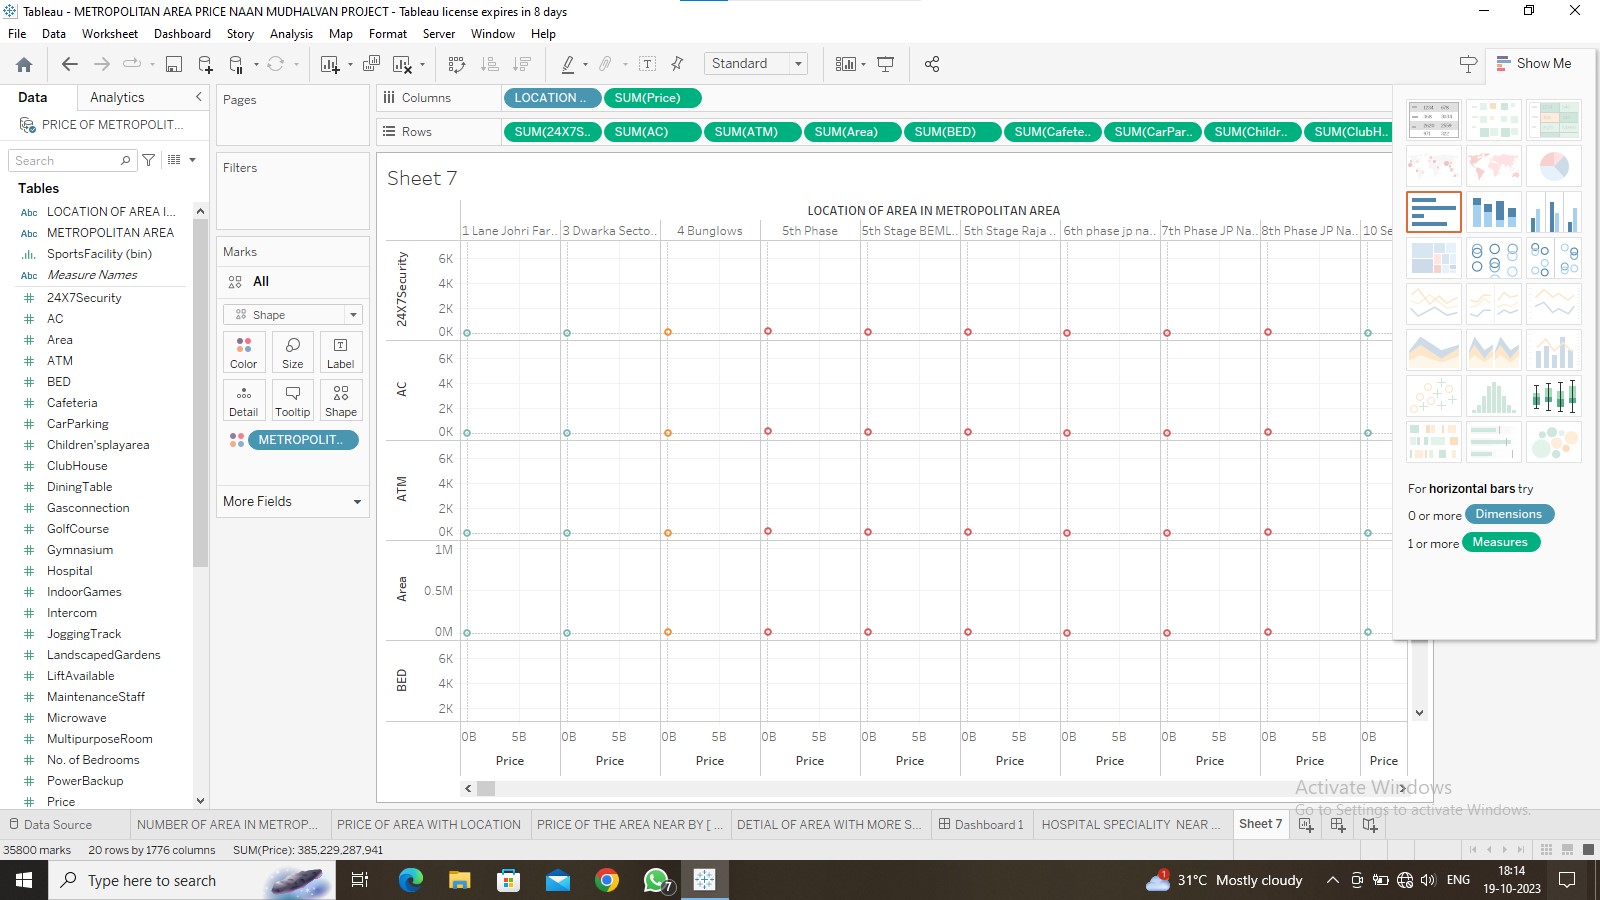 Tableau - METROPOLITAN AREA PRICE NAAN MUDHALVAN PROJECT - Tableau license expires in 8 days
File Data Worksheet Dashboard Story Analysis Map Format Server Window Help
Standard
Show Me
Data Analytics
PRICE OF METROPOLIT...
Search
Tables
Abc LOCATION OF AREA I...
Abc METROPOLITAN AREA
SportsFacility (bin)
Abc Measure Names
24X7Security
AC
Area
ATM
BED
Cafeteria
CarParking
Children'splayarea
ClubHouse
DiningTable
Gasconnection
GolfCourse
Gymnasium
Hospital
IndoorGames
Intercom
JoggingTrack
LandscapedGardens
LiftAvailable
MaintenanceStaff
Microwave
MultipurposeRoom
No. of Bedrooms
PowerBackup
Price
Pages
Filters
Marks
All
Shape
Color Size Label
Detail Tooltip Shape
METROPOLIT..
More Fields
Columns LOCATION .. SUM(Price)
Rows SUM(24X7S.. SUM(AC) SUM(ATM) SUM(Area) SUM(BED) SUM(Cafete.. SUM(CarPar.. SUM(Childr.. SUM(ClubH..
Sheet 7
LOCATION OF AREA IN METROPOLITAN AREA
1 Lane Johri Far.. 3 Dwarka Secto.. 4 Bunglows 5th Phase 5th Stage BEML.. 5th Stage Raja .. 6th phase jp na.. 7th Phase JP Na.. 8th Phase JP Na.. 10 Se
24X7Security
6K
4K
2K
0K
AC
6K
4K
2K
0K
ATM
6K
4K
2K
0K
Area
1M
0.5M
0M
BED
6K
4K
2K
0B 5B 0B 5B 0B 5B 0B 5B 0B 5B 0B 5B 0B 5B 0B 5B 0B 5B 0B
Price Price Price Price Price Price Price Price Price Price
For horizontal bars try
0 or more Dimensions
1 or more Measures
Activate Windows
Go to Settings to activate Windows.
Data Source NUMBER OF AREA IN METROP... PRICE OF AREA WITH LOCATION PRICE OF THE AREA NEAR BY [ ... DETIAL OF AREA WITH MORE S... Dashboard 1 HOSPITAL SPECIALITY NEAR ... Sheet 7
35800 marks 20 rows by 1776 columns SUM(Price): 385,229,287,941
Type here to search
7
1
31°C Mostly cloudy
ENG
18:14
19-10-2023